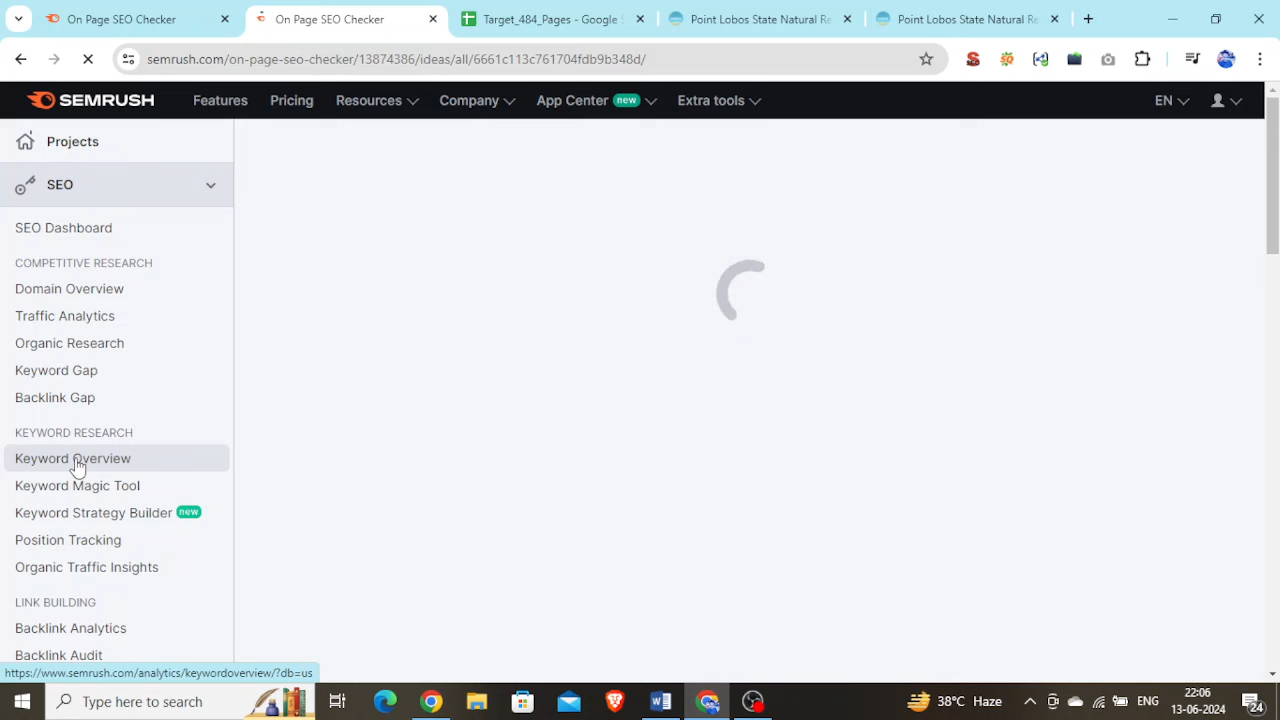 On Page SEO Checker
On Page SEO Checker
Target_484_Pages - Google S
Point Lobos State Natural Re
Point Lobos State Natural Re
semrush.com/on-page-seo-checker/13874386/ideas/all/6661c113c761704fdb9b348d/
SEMRUSH
Features
Pricing
Resources
Company
App Center new
Extra tools
EN
Projects
SEO
SEO Dashboard
COMPETITIVE RESEARCH
Domain Overview
Traffic Analytics
Organic Research
Keyword Gap
Backlink Gap
KEYWORD RESEARCH
Keyword Overview
Keyword Magic Tool
Keyword Strategy Builder new
Position Tracking
Organic Traffic Insights
LINK BUILDING
Backlink Analytics
Backlink Audit
https://www.semrush.com/analytics/keywordoverview/?db=us
Type here to search
38°C Haze
ENG
22:06
13-06-2024
24